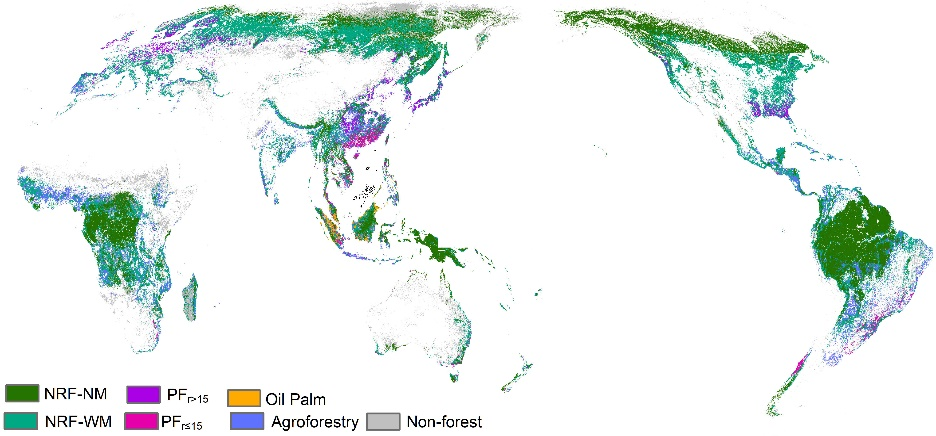 NRF-NM PFr>15 Oil Palm
NRF-WM PFr≤15 Agroforestry Non-forest